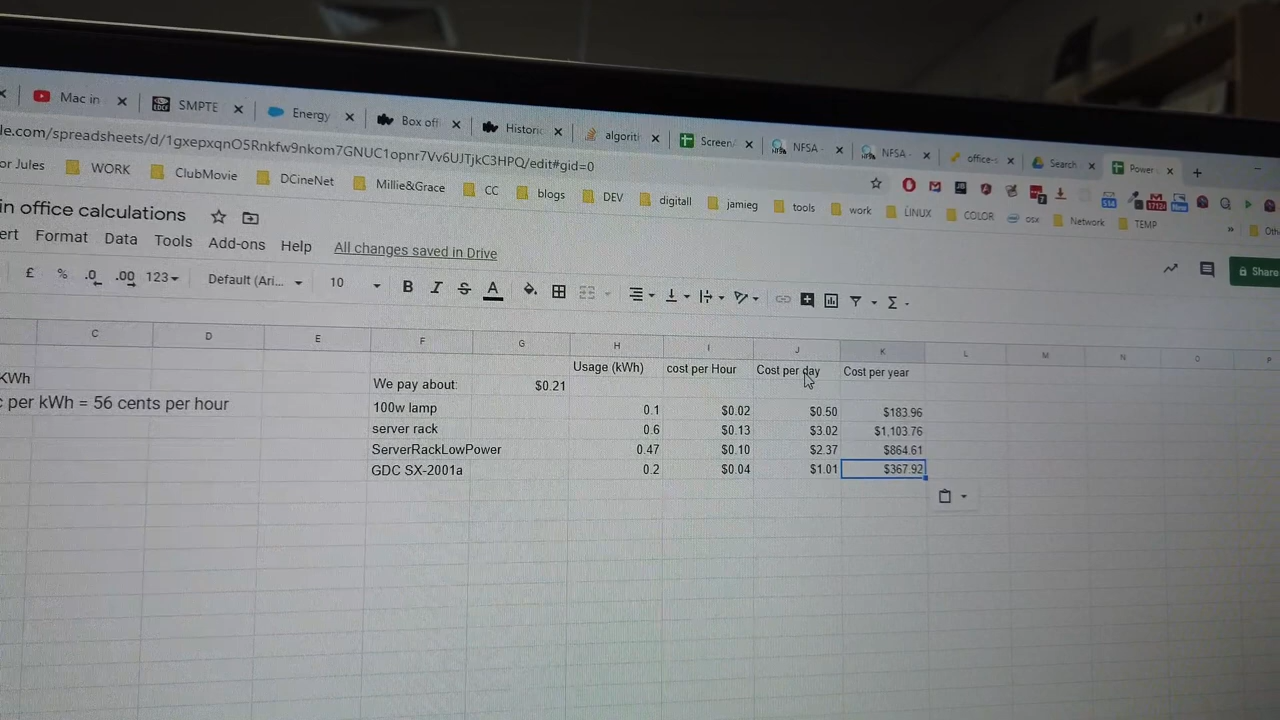 Mac in
SMPTE
Energy
Box off
Historic
algoriti
Screen/
NFSA -
NFSA -
office-s
Search
Power
le.com/spreadsheets/d/1gxepxqnO5Rnkfw9nkom7GNUC1opnr7Vv6UJTjkC3HPQ/edit#gid=0
or Jules WORK ClubMovie DCineNet Millie&Grace CC blogs DEV digitall jamieg tools work LINUX COLOR osx Network TEMP » Oth
in office calculations
ert Format Data Tools Add-ons Help All changes saved in Drive
Share
£ % .0 .00 123 Default (Ari... 10 B I S A Σ
C D E F G H I J K L M N O P
Usage (kWh) cost per Hour Cost per day Cost per year
KWh We pay about: $0.21
c per kWh = 56 cents per hour
100w lamp 0.1 $0.02 $0.50 $183.96
server rack 0.6 $0.13 $3.02 $1,103.76
ServerRackLowPower 0.47 $0.10 $2.37 $864.61
GDC SX-2001a 0.2 $0.04 $1.01 $367.92